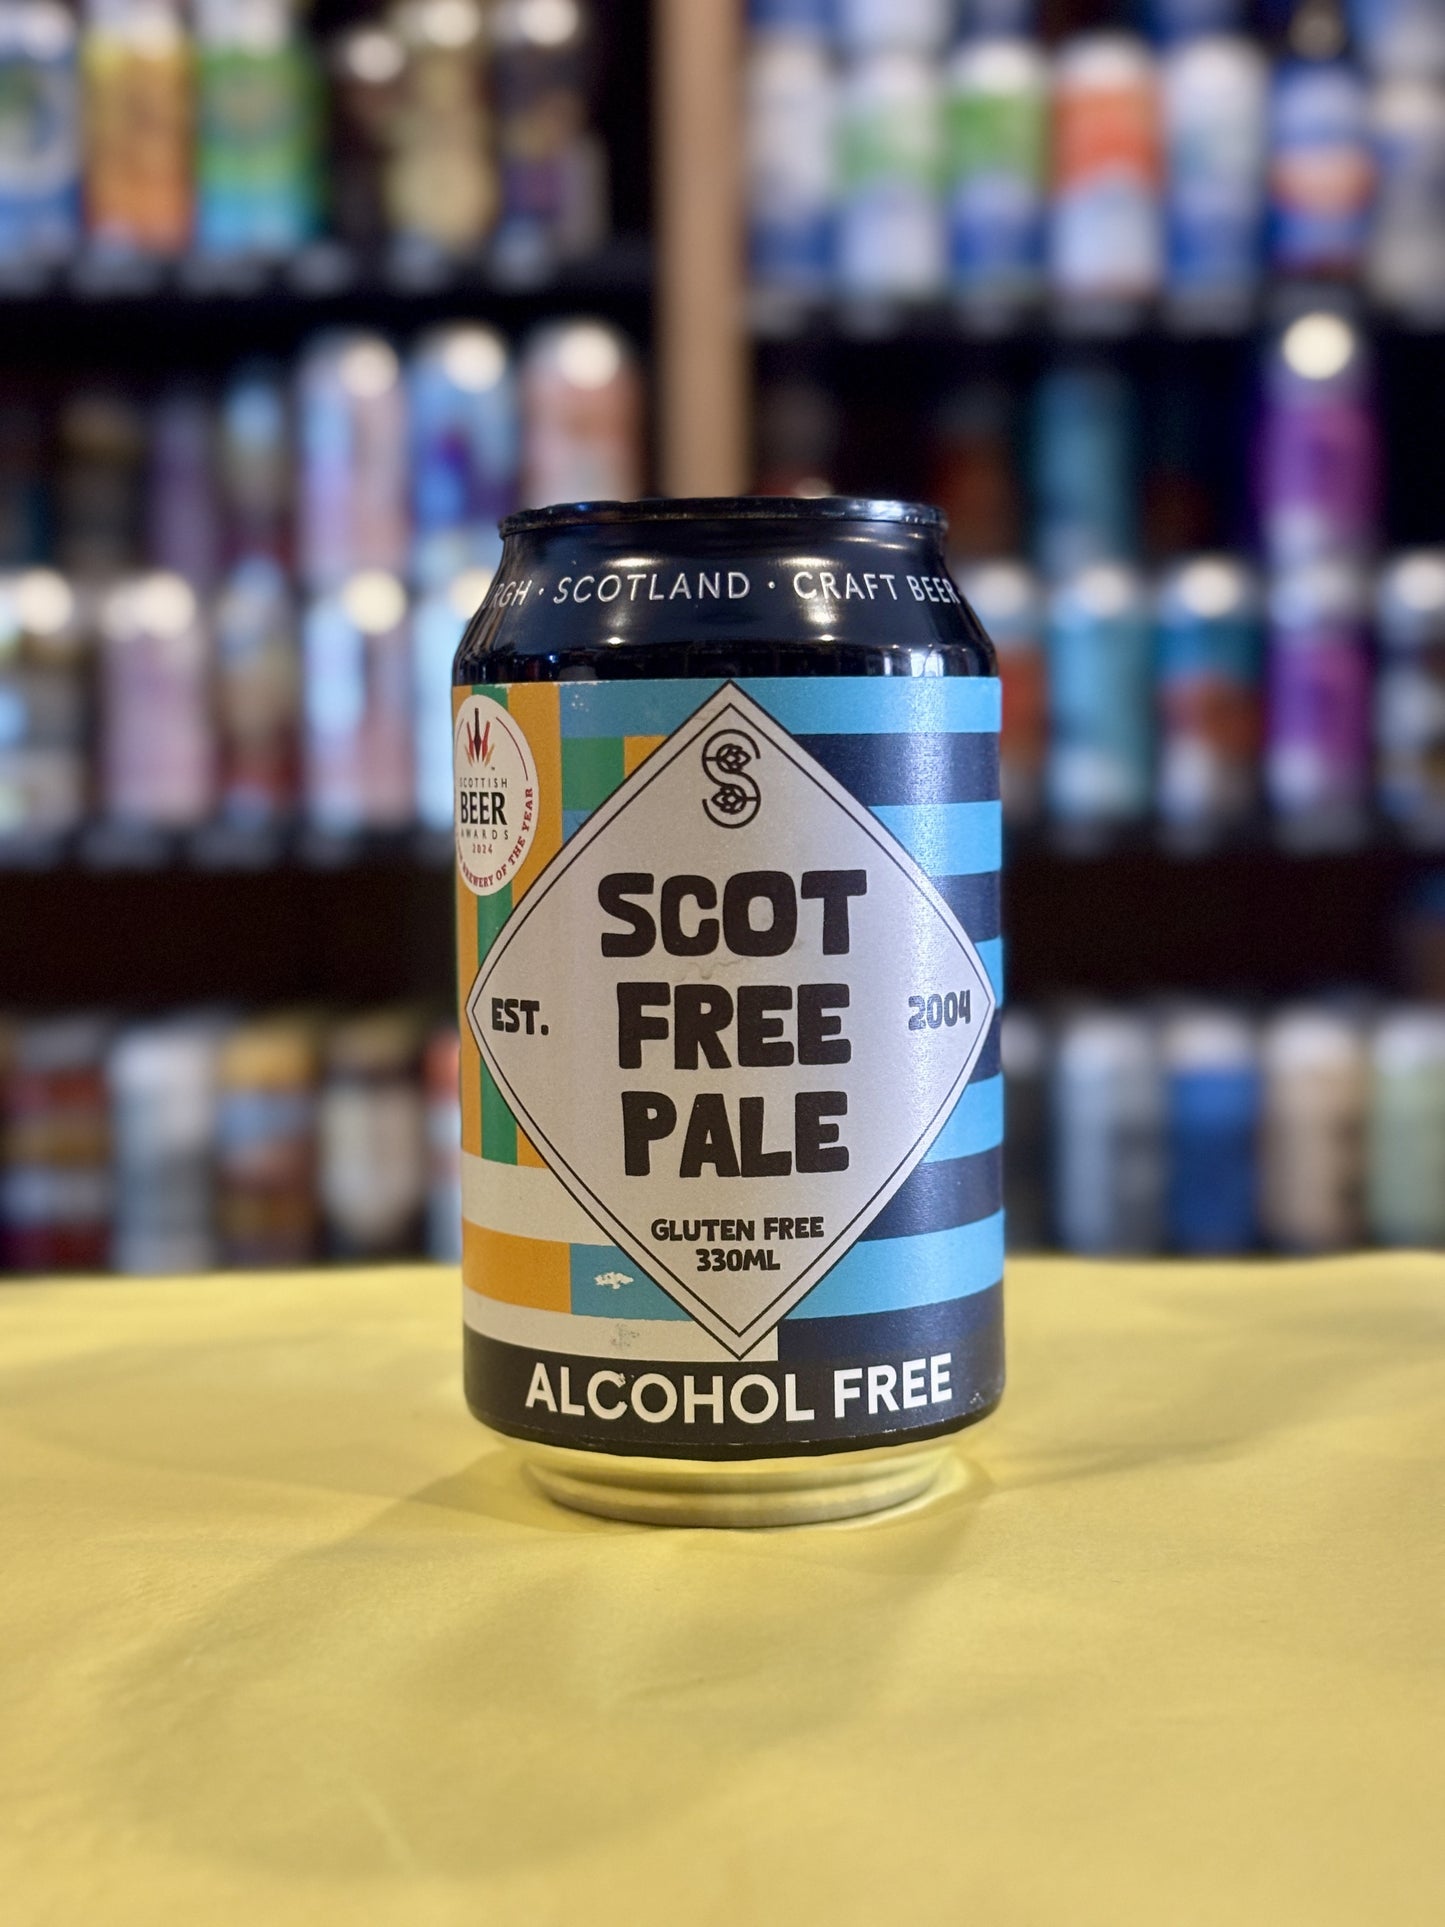 SCOTLAND · CRAFT BEER
SCOTTISH
BEER
AWARDS
2024
BREWERY OF THE YEAR
S
SCOT
FREE
PALE
EST.
2004
GLUTEN FREE
330ML
ALCOHOL FREE